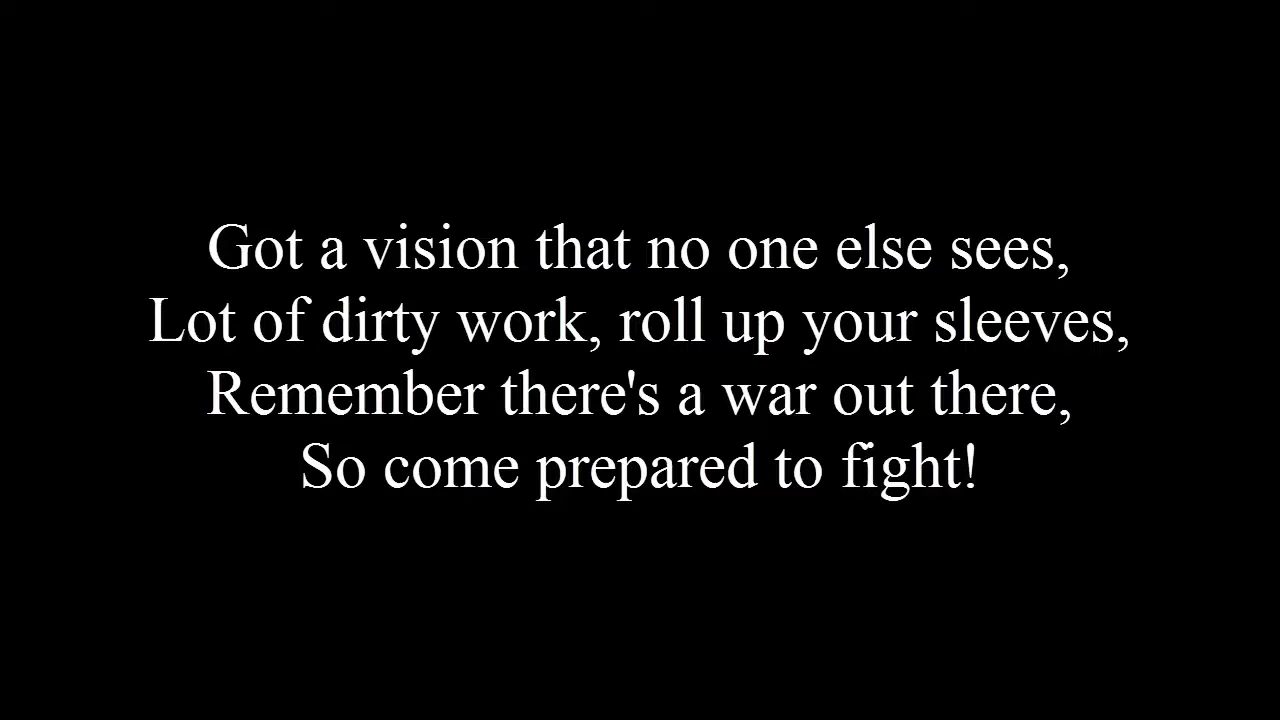 Got a vision that no one else sees,
Lot of dirty work, roll up your sleeves,
Remember there's a war out there,
So come prepared to fight!